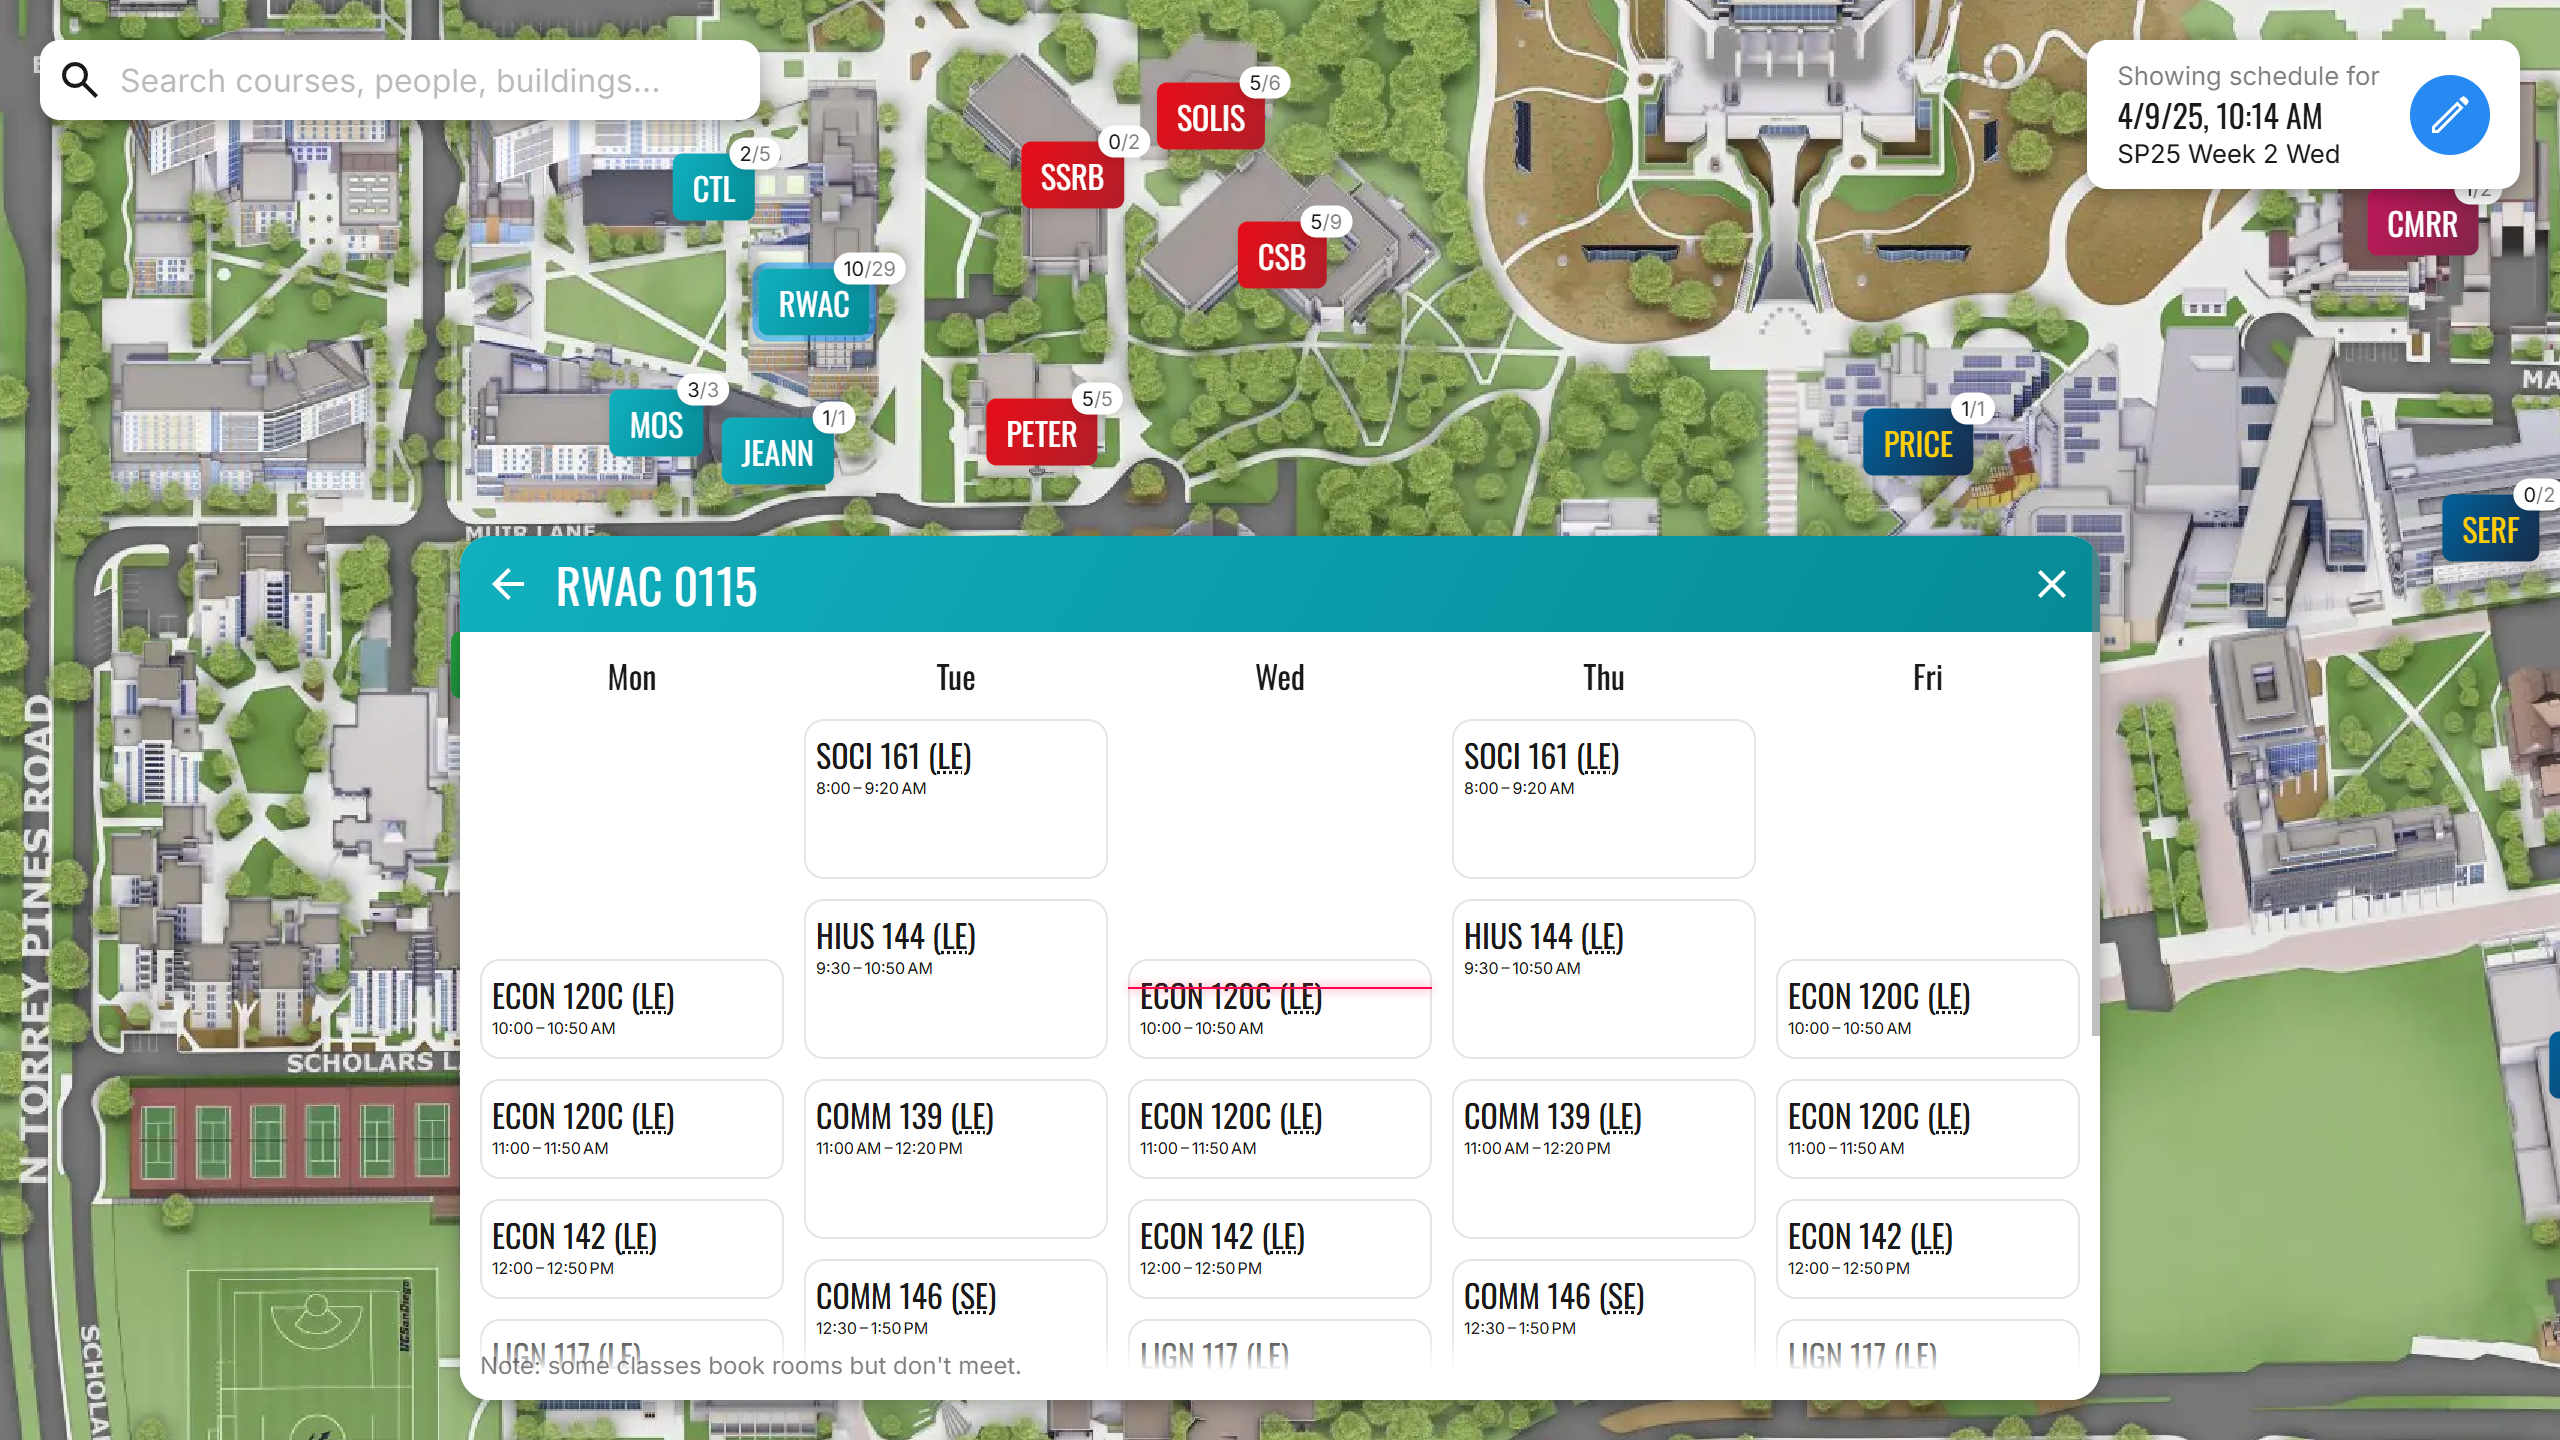 Search courses, people, buildings...
Showing schedule for
4/9/25, 10:14 AM
SP25 Week 2 Wed
5/6
SOLIS
0/2
SSRB
2/5
CTL
5/9
CSB
1/2
CMRR
10/29
RWAC
3/3
MOS
1/1
JEANN
5/5
PETER
1/1
PRICE
0/2
SERF
MA
MUIR LANE
N TORREY PINES ROAD
SCHOLARS L
SCHOLA
UC San Diego
RWAC 0115
Mon
Tue
Wed
Thu
Fri
SOCI 161 (LE)
8:00 – 9:20 AM
SOCI 161 (LE)
8:00 – 9:20 AM
HIUS 144 (LE)
9:30 – 10:50 AM
HIUS 144 (LE)
9:30 – 10:50 AM
ECON 120C (LE)
10:00 – 10:50 AM
ECON 120C (LE)
10:00 – 10:50 AM
ECON 120C (LE)
10:00 – 10:50 AM
ECON 120C (LE)
11:00 – 11:50 AM
COMM 139 (LE)
11:00 AM – 12:20 PM
ECON 120C (LE)
11:00 – 11:50 AM
COMM 139 (LE)
11:00 AM – 12:20 PM
ECON 120C (LE)
11:00 – 11:50 AM
ECON 142 (LE)
12:00 – 12:50 PM
ECON 142 (LE)
12:00 – 12:50 PM
ECON 142 (LE)
12:00 – 12:50 PM
COMM 146 (SE)
12:30 – 1:50 PM
COMM 146 (SE)
12:30 – 1:50 PM
LIGN 117 (LE)
LIGN 117 (LE)
LIGN 117 (LE)
Note: some classes book rooms but don't meet.